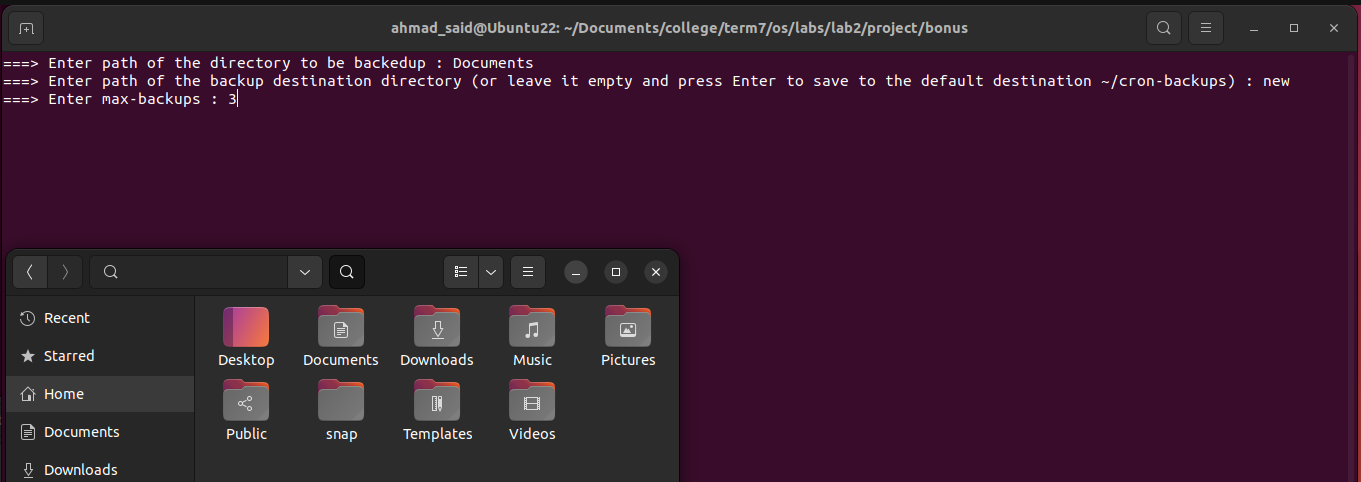 ahmad_said@Ubuntu22: ~/Documents/college/term7/os/labs/lab2/project/bonus
===> Enter path of the directory to be backedup : Documents
===> Enter path of the backup destination directory (or leave it empty and press Enter to save to the default destination ~/cron-backups) : new
===> Enter max-backups : 3
Recent
Starred
Home
Documents
Downloads
Desktop Documents Downloads Music Pictures
Public snap Templates Videos